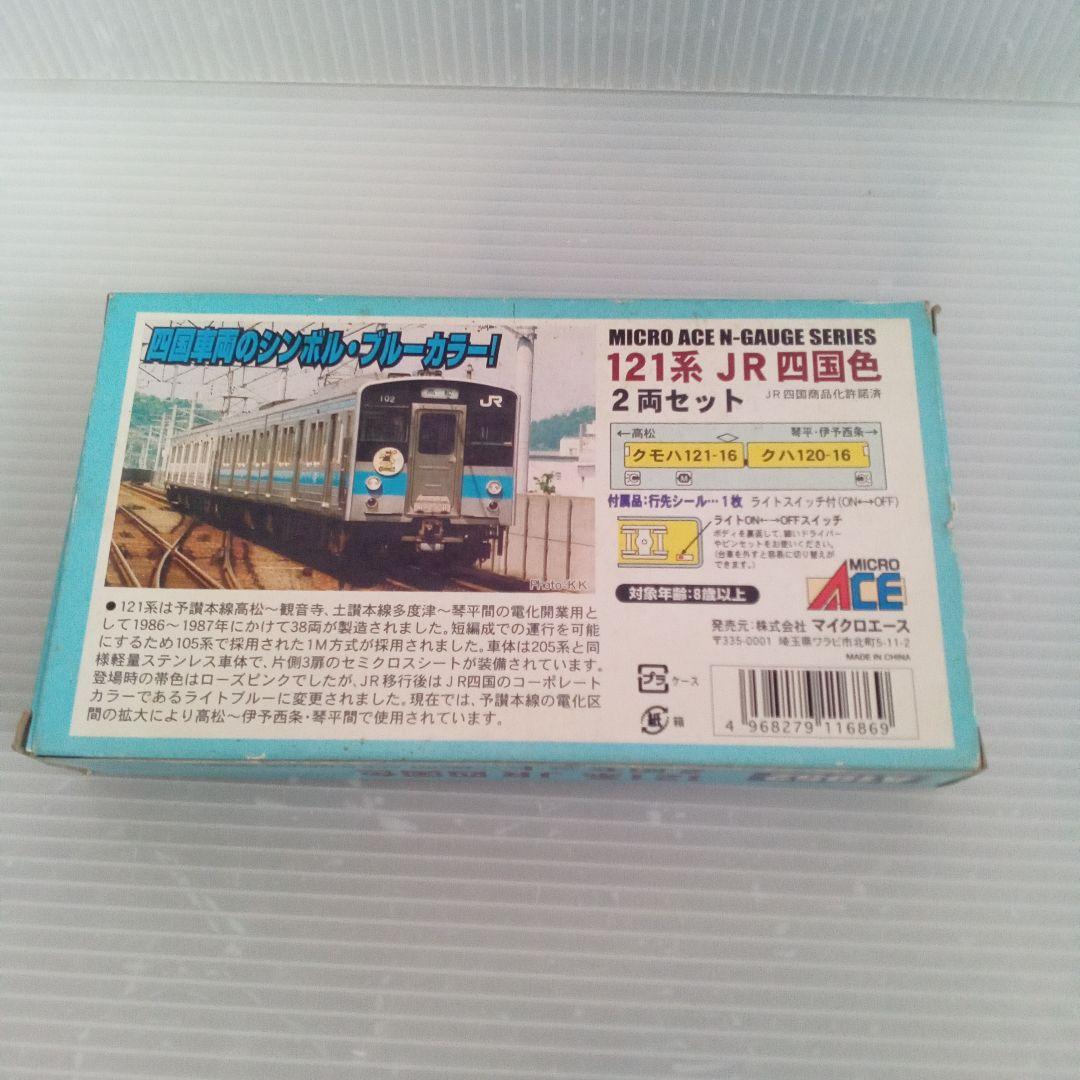 四国車両のシンボル・ブルーカラー!
102
JR
Photo-K.K
●121系は予讃本線高松～観音寺、土讃本線多度津～琴平間の電化開業用と
して1986～1987年にかけて38両が製造されました。短編成での運行を可能
にするため105系で採用された1M方式が採用されました。車体は205系と同
様軽量ステンレス車体で、片側3扉のセミクロスシートが装備されています。
登場時の帯色はローズピンクでしたが、JR移行後はJR四国のコーポレート
カラーであるライトブルーに変更されました。現在では、予讃本線の電化区
間の拡大により高松～伊予西条・琴平間で使用されています。
MICRO ACE N-GAUGE SERIES
121系 JR 四国色
2両セット JR四国商品化許諾済
←高松 琴平・伊予西条→
クモハ121-16 クハ120-16
C M
付属品:行先シール…1枚 ライトスイッチ付(ON←→OFF)
ライトON←→OFFスイッチ
ボディを裏返して、細いドライバー
やピンセットをお使いください。
(台車を外すと容易に切り替えが
できます。)
対象年齢:8歳以上
MICRO
ACE
発売元:株式会社 マイクロエース
〒335-0001 埼玉県ワラビ市北町5-11-2
MADE IN CHINA
プラ ケース
紙 箱
4 968279 116869
121系 JR 四国色